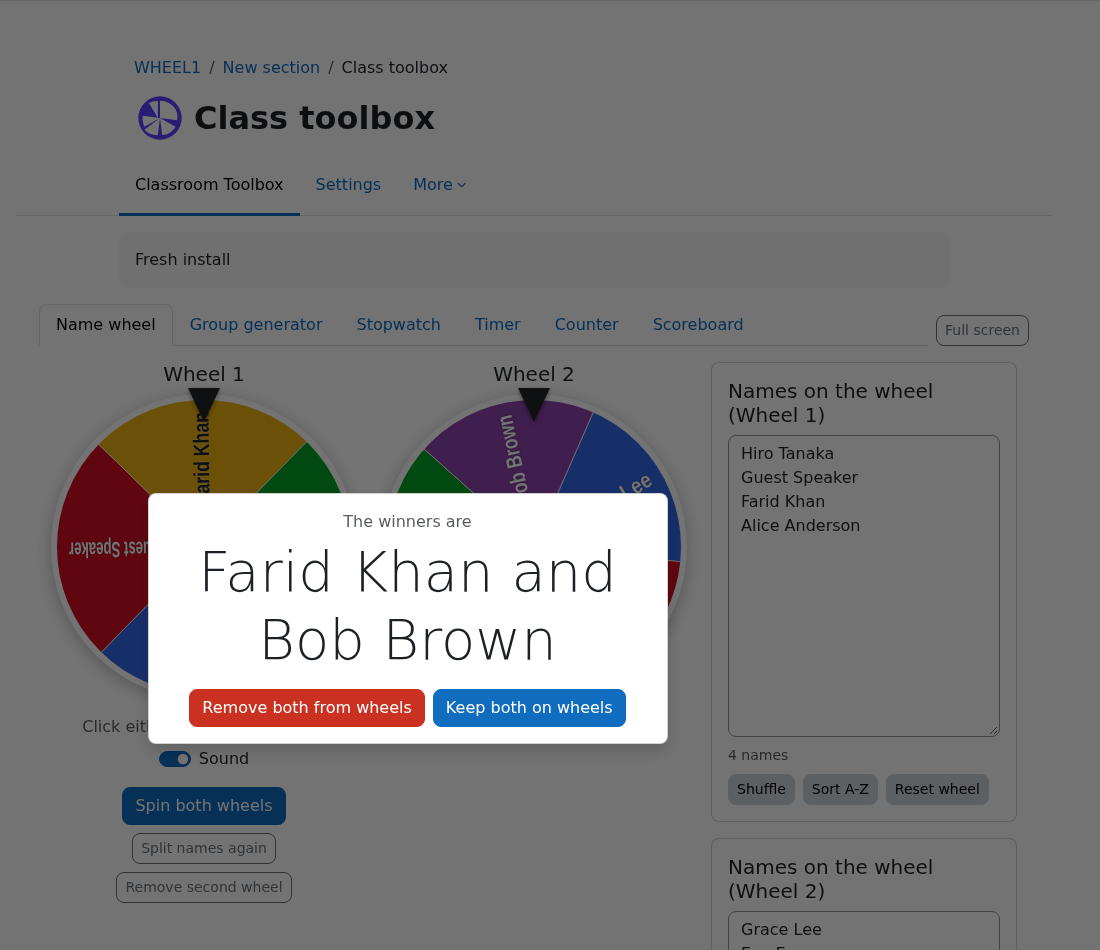 WHEEL1 / New section / Class toolbox
Class toolbox
Classroom Toolbox Settings More
Fresh install
Name wheel Group generator Stopwatch Timer Counter Scoreboard Full screen
Wheel 1
Wheel 2
Speaker
Brown
Lee
Names on the wheel
(Wheel 1)
Hiro Tanaka
Guest Speaker
Farid Khan
Alice Anderson
4 names
Shuffle Sort A-Z Reset wheel
The winners are
Farid Khan and
Bob Brown
Remove both from wheels Keep both on wheels
Click
Sound
Spin both wheels
Split names again
Remove second wheel
Names on the wheel
(Wheel 2)
Grace Lee